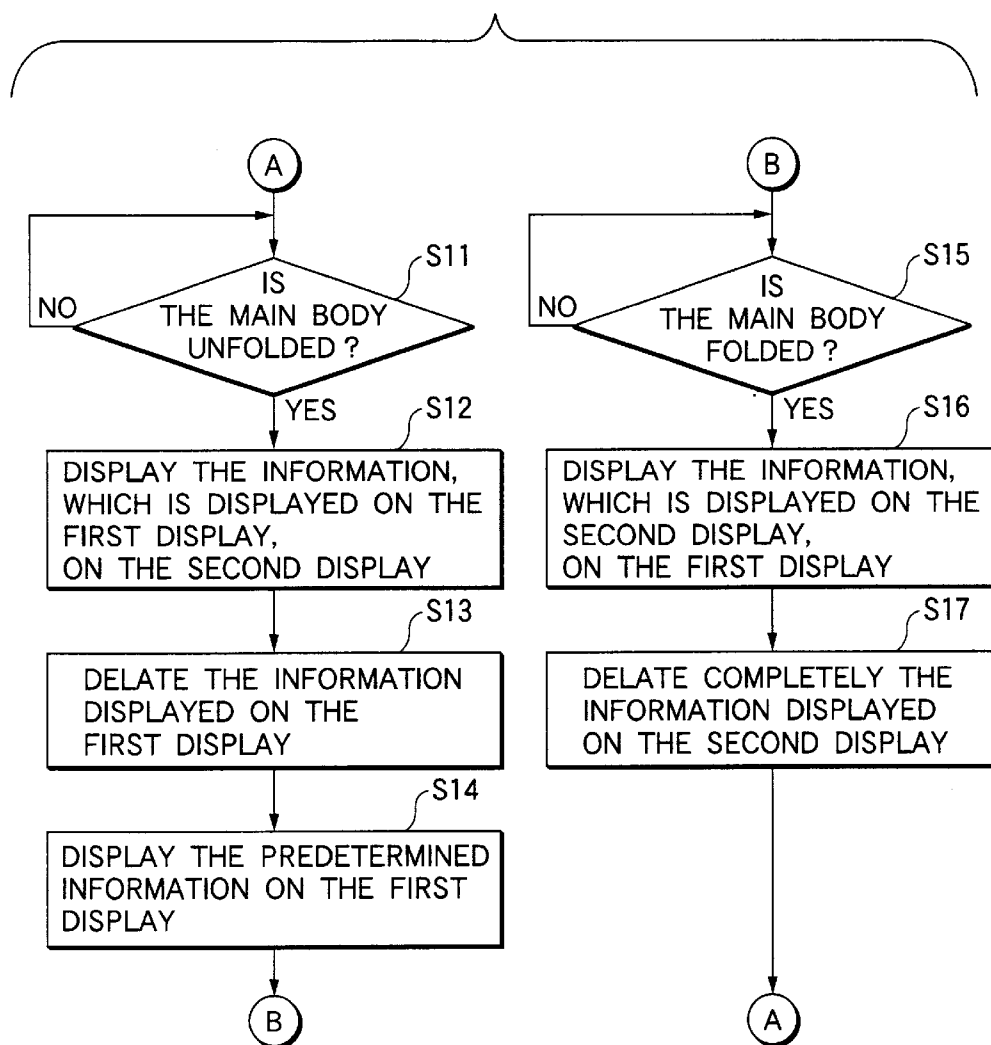 A
S11
IS
THE MAIN BODY
UNFOLDED?
NO
YES
S12
DISPLAY THE INFORMATION,
WHICH IS DISPLAYED ON THE
FIRST DISPLAY,
ON THE SECOND DISPLAY
S13
DELATE THE INFORMATION
DISPLAYED ON THE
FIRST DISPLAY
S14
DISPLAY THE PREDETERMINED
INFORMATION ON THE FIRST
DISPLAY
B
B
S15
IS
THE MAIN BODY
FOLDED?
NO
YES
S16
DISPLAY THE INFORMATION,
WHICH IS DISPLAYED ON THE
SECOND DISPLAY,
ON THE FIRST DISPLAY
S17
DELATE COMPLETELY THE
INFORMATION DISPLAYED
ON THE SECOND DISPLAY
A